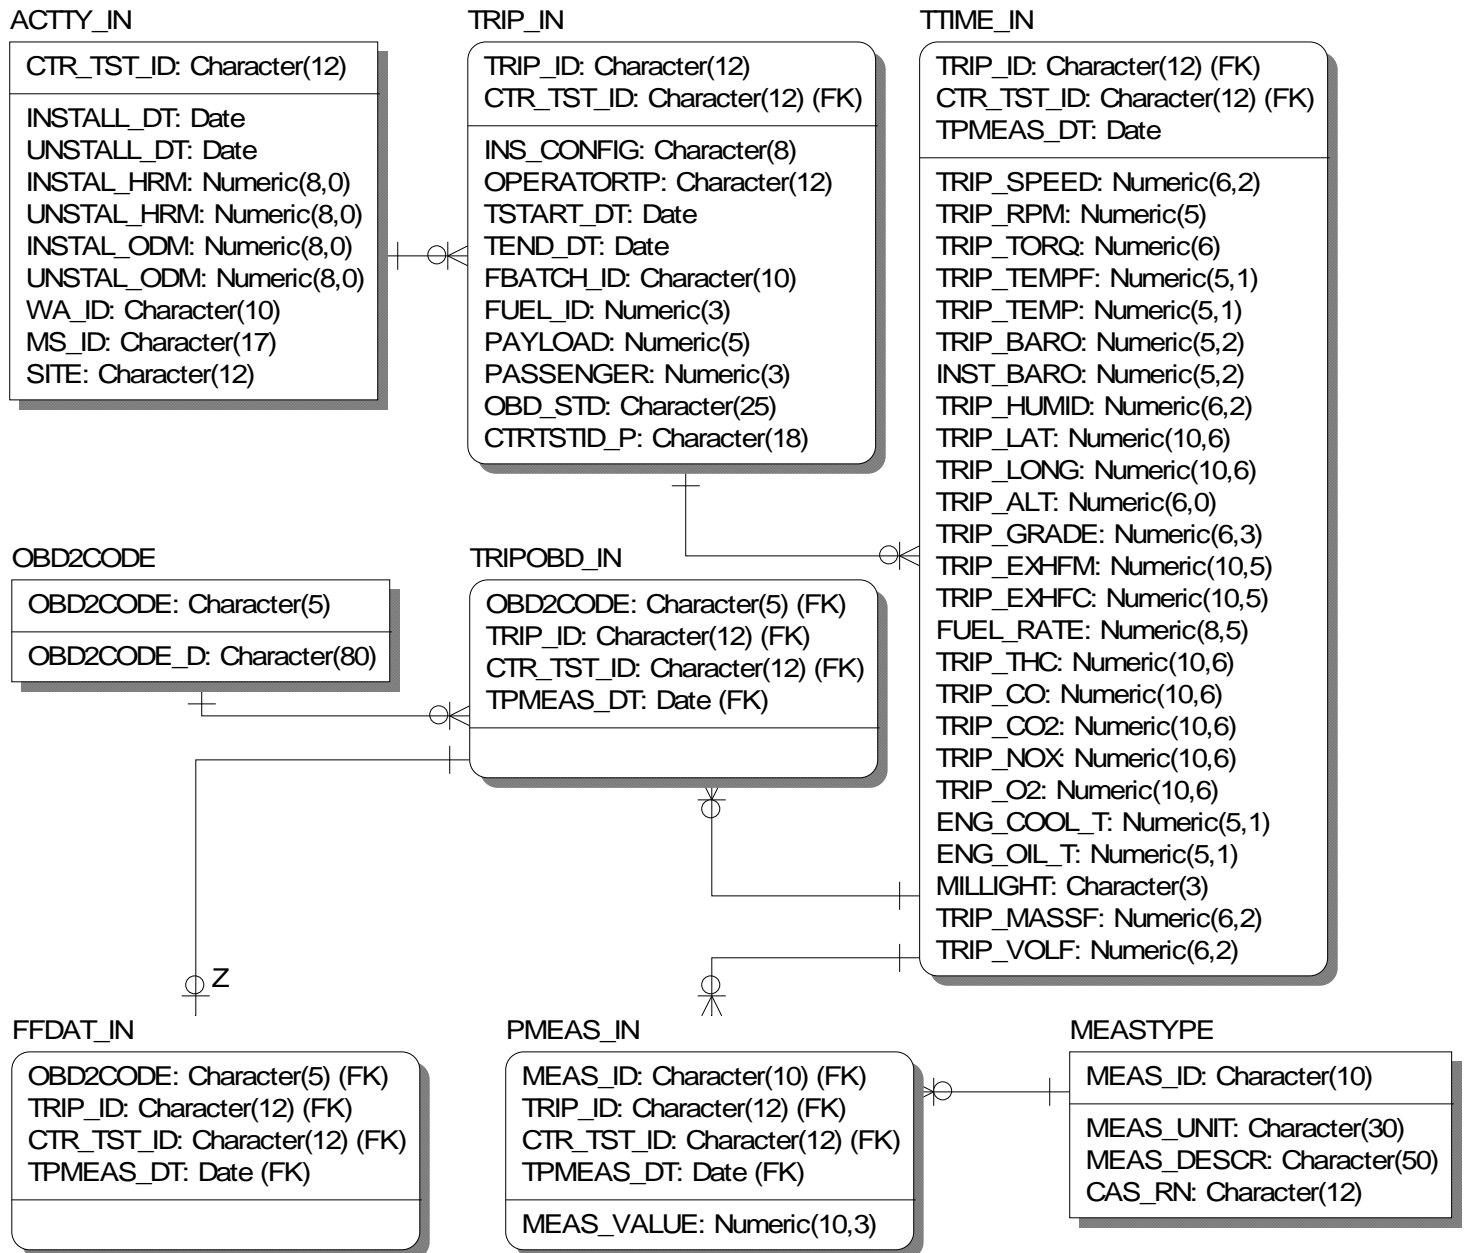 ACTTY_IN
CTR_TST_ID: Character(12)
INSTALL_DT: Date
UNSTALL_DT: Date
INSTAL_HRM: Numeric(8,0)
UNSTAL_HRM: Numeric(8,0)
INSTAL_ODM: Numeric(8,0)
UNSTAL_ODM: Numeric(8,0)
WA_ID: Character(10)
MS_ID: Character(17)
SITE: Character(12)
TRIP_IN
TRIP_ID: Character(12)
CTR_TST_ID: Character(12) (FK)
INS_CONFIG: Character(8)
OPERATORTP: Character(12)
TSTART_DT: Date
TEND_DT: Date
FBATCH_ID: Character(10)
FUEL_ID: Numeric(3)
PAYLOAD: Numeric(5)
PASSENGER: Numeric(3)
OBD_STD: Character(25)
CTRTSTID_P: Character(18)
TTIME_IN
TRIP_ID: Character(12) (FK)
CTR_TST_ID: Character(12) (FK)
TPMEAS_DT: Date
TRIP_SPEED: Numeric(6,2)
TRIP_RPM: Numeric(5)
TRIP_TORQ: Numeric(6)
TRIP_TEMPF: Numeric(5,1)
TRIP_TEMP: Numeric(5,1)
TRIP_BARO: Numeric(5,2)
INST_BARO: Numeric(5,2)
TRIP_HUMID: Numeric(6,2)
TRIP_LAT: Numeric(10,6)
TRIP_LONG: Numeric(10,6)
TRIP_ALT: Numeric(6,0)
TRIP_GRADE: Numeric(6,3)
TRIP_EXHFM: Numeric(10,5)
TRIP_EXHFC: Numeric(10,5)
FUEL_RATE: Numeric(8,5)
TRIP_THC: Numeric(10,6)
TRIP_CO: Numeric(10,6)
TRIP_CO2: Numeric(10,6)
TRIP_NOX: Numeric(10,6)
TRIP_O2: Numeric(10,6)
ENG_COOL_T: Numeric(5,1)
ENG_OIL_T: Numeric(5,1)
MILLIGHT: Character(3)
TRIP_MASSF: Numeric(6,2)
TRIP_VOLF: Numeric(6,2)
OBD2CODE
OBD2CODE: Character(5)
OBD2CODE_D: Character(80)
TRIPOBD_IN
OBD2CODE: Character(5) (FK)
TRIP_ID: Character(12) (FK)
CTR_TST_ID: Character(12) (FK)
TPMEAS_DT: Date (FK)
Z
FFDAT_IN
OBD2CODE: Character(5) (FK)
TRIP_ID: Character(12) (FK)
CTR_TST_ID: Character(12) (FK)
TPMEAS_DT: Date (FK)
PMEAS_IN
MEAS_ID: Character(10) (FK)
TRIP_ID: Character(12) (FK)
CTR_TST_ID: Character(12) (FK)
TPMEAS_DT: Date (FK)
MEAS_VALUE: Numeric(10,3)
MEASTYPE
MEAS_ID: Character(10)
MEAS_UNIT: Character(30)
MEAS_DESCR: Character(50)
CAS_RN: Character(12)